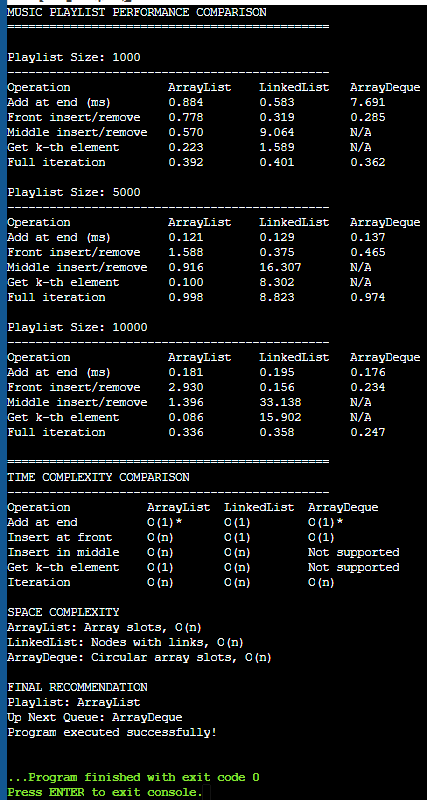 MUSIC PLAYLIST PERFORMANCE COMPARISON
==============================================
Playlist Size: 1000
----------------------------------------------
Operation ArrayList LinkedList ArrayDeque
Add at end (ms) 0.884 0.583 7.691
Front insert/remove 0.778 0.319 0.285
Middle insert/remove 0.570 9.064 N/A
Get k-th element 0.223 1.589 N/A
Full iteration 0.392 0.401 0.362
Playlist Size: 5000
----------------------------------------------
Operation ArrayList LinkedList ArrayDeque
Add at end (ms) 0.121 0.129 0.137
Front insert/remove 1.588 0.375 0.465
Middle insert/remove 0.916 16.307 N/A
Get k-th element 0.100 8.302 N/A
Full iteration 0.998 8.823 0.974
Playlist Size: 10000
----------------------------------------------
Operation ArrayList LinkedList ArrayDeque
Add at end (ms) 0.181 0.195 0.176
Front insert/remove 2.930 0.156 0.234
Middle insert/remove 1.396 33.138 N/A
Get k-th element 0.086 15.902 N/A
Full iteration 0.336 0.358 0.247
==============================================
TIME COMPLEXITY COMPARISON
----------------------------------------------
Operation ArrayList LinkedList ArrayDeque
Add at end O(1)* O(1) O(1)*
Insert at front O(n) O(1) O(1)
Insert in middle O(n) O(n) Not supported
Get k-th element O(1) O(n) Not supported
Iteration O(n) O(n) O(n)
SPACE COMPLEXITY
ArrayList: Array slots, O(n)
LinkedList: Nodes with links, O(n)
ArrayDeque: Circular array slots, O(n)
FINAL RECOMMENDATION
Playlist: ArrayList
Up Next Queue: ArrayDeque
Program executed successfully!
...Program finished with exit code 0
Press ENTER to exit console.